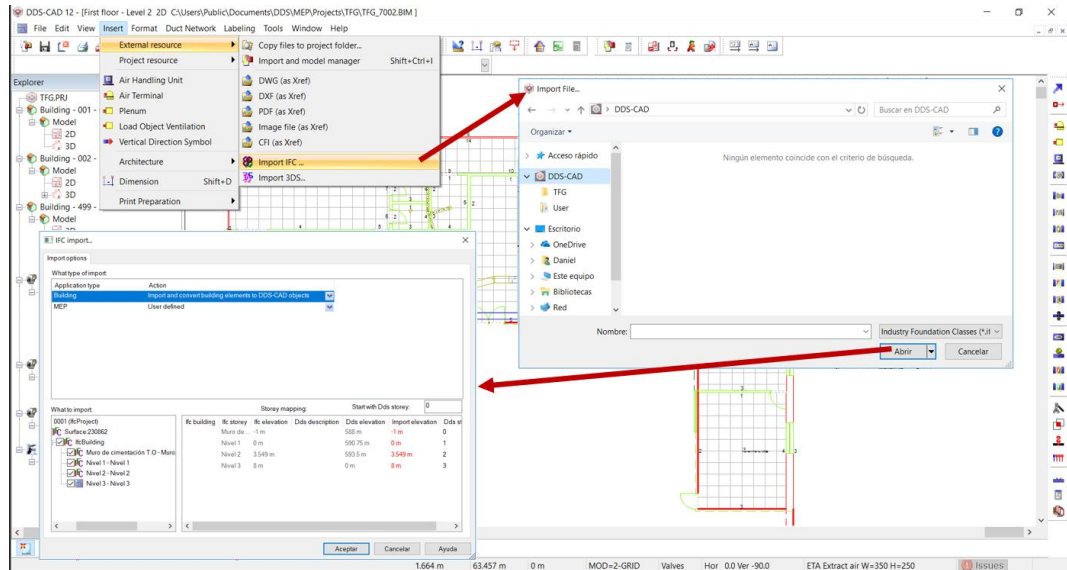 DDS-CAD 12 - [First floor - Level 2 2D C:\Users\Public\Documents\DDS\MEP\Projects\TFG\TFG_7002.BIM ]
File Edit View Insert Format Duct Network Labeling Tools Window Help
External resource
Project resource
Air Handling Unit
Air Terminal
Plenum
Load Object Ventilation
Vertical Direction Symbol
Architecture
Dimension Shift+D
Print Preparation
Copy files to project folder...
Import and model manager Shift+Ctrl+I
DWG (as Xref)
DXF (as Xref)
PDF (as Xref)
Image file (as Xref)
CFI (as Xref)
Import IFC ...
Import 3DS...
Explorer
TFG.PRJ
Building - 001 -
Model
2D
3D
Building - 002 -
Model
2D
3D
Building - 499 -
Model
Import File...
DDS-CAD
Buscar en DDS-CAD
Organizar
Acceso rápido
DDS-CAD
TFG
User
Escritorio
OneDrive
Daniel
Este equipo
Bibliotecas
Red
Ningún elemento coincide con el criterio de búsqueda.
Nombre:
Industry Foundation Classes (*.if
Abrir Cancelar
IFC import...
Import options
What type of import
Application type Action
Building Import and convert building elements to DDS-CAD objects
MEP User defined
What to import
Storey mapping: Start with Dds storey: 0
0001 (IfcProject)
Surface:230862
IfcBuilding
Muro de cimentación T.O - Muro
Nivel 1 - Nivel 1
Nivel 2 - Nivel 2
Nivel 3 - Nivel 3
Ifc building Ifc storey Ifc elevation Dds description Dds elevation Import elevation Dds st
Muro de ... -1 m 588 m -1 m 0
Nivel 1 0 m 590.75 m 0 m 1
Nivel 2 3.549 m 593.5 m 3.549 m 2
Nivel 3 8 m 0 m 8 m 3
Aceptar Cancelar Ayuda
1.664 m 63.457 m 0 m MOD=2-GRID Valves Hor 0.0 Ver -90.0 ETA Extract air W=350 H=250 Issues